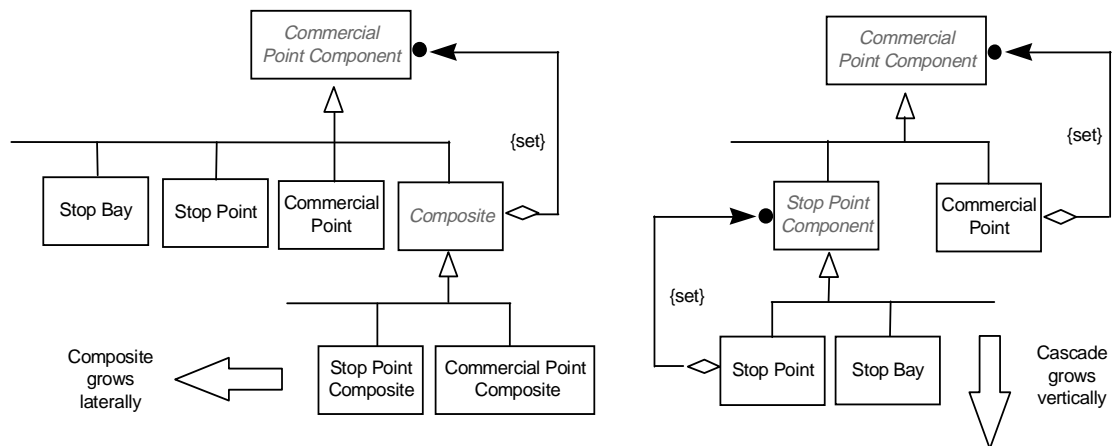 Commercial
Point Component
{set}
Stop Bay
Stop Point
Commercial
Point
Composite
Stop Point
Composite
Commercial Point
Composite
Composite
grows
laterally
Commercial
Point Component
{set}
Stop Point
Component
Commercial
Point
{set}
Stop Point
Stop Bay
Cascade
grows
vertically